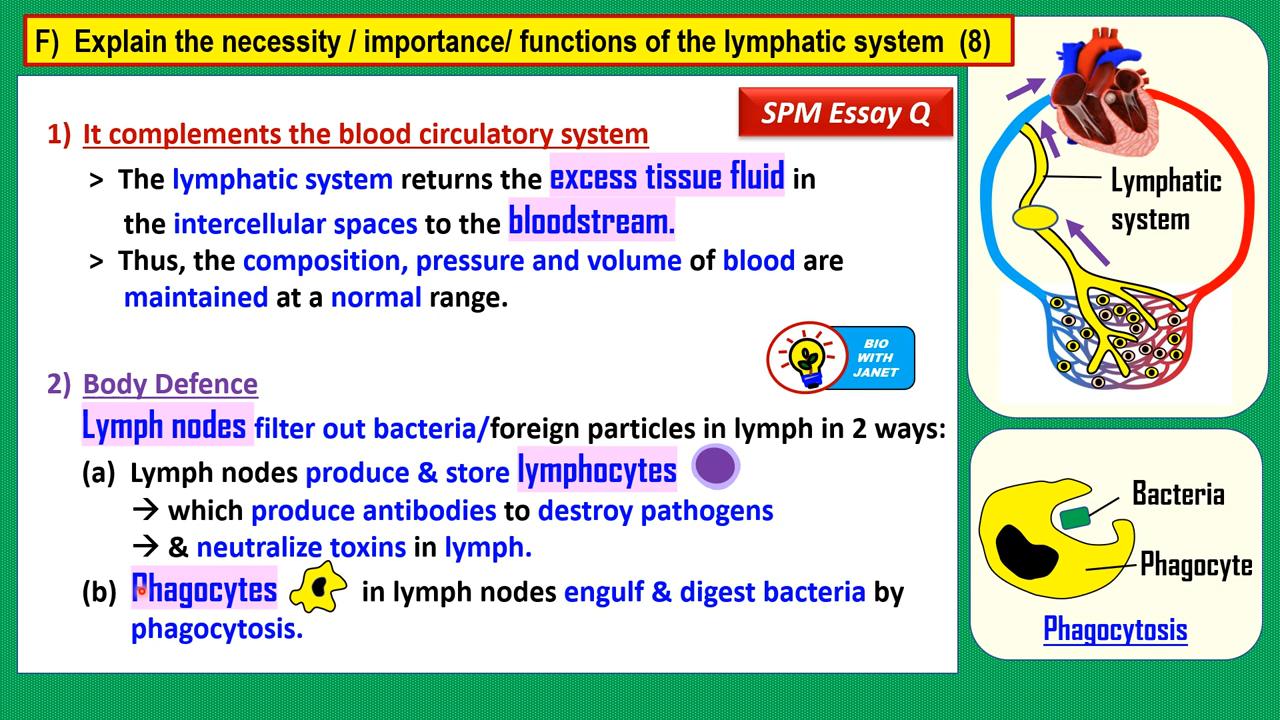 F) Explain the necessity / importance/ functions of the lymphatic system (8)
SPM Essay Q
1) It complements the blood circulatory system
> The lymphatic system returns the excess tissue fluid in
the intercellular spaces to the bloodstream.
> Thus, the composition, pressure and volume of blood are
maintained at a normal range.
BIO
WITH
JANET
2) Body Defence
Lymph nodes filter out bacteria/foreign particles in lymph in 2 ways:
(a) Lymph nodes produce & store lymphocytes
→ which produce antibodies to destroy pathogens
→ & neutralize toxins in lymph.
(b) Phagocytes in lymph nodes engulf & digest bacteria by
phagocytosis.
Lymphatic
system
Bacteria
Phagocyte
Phagocytosis